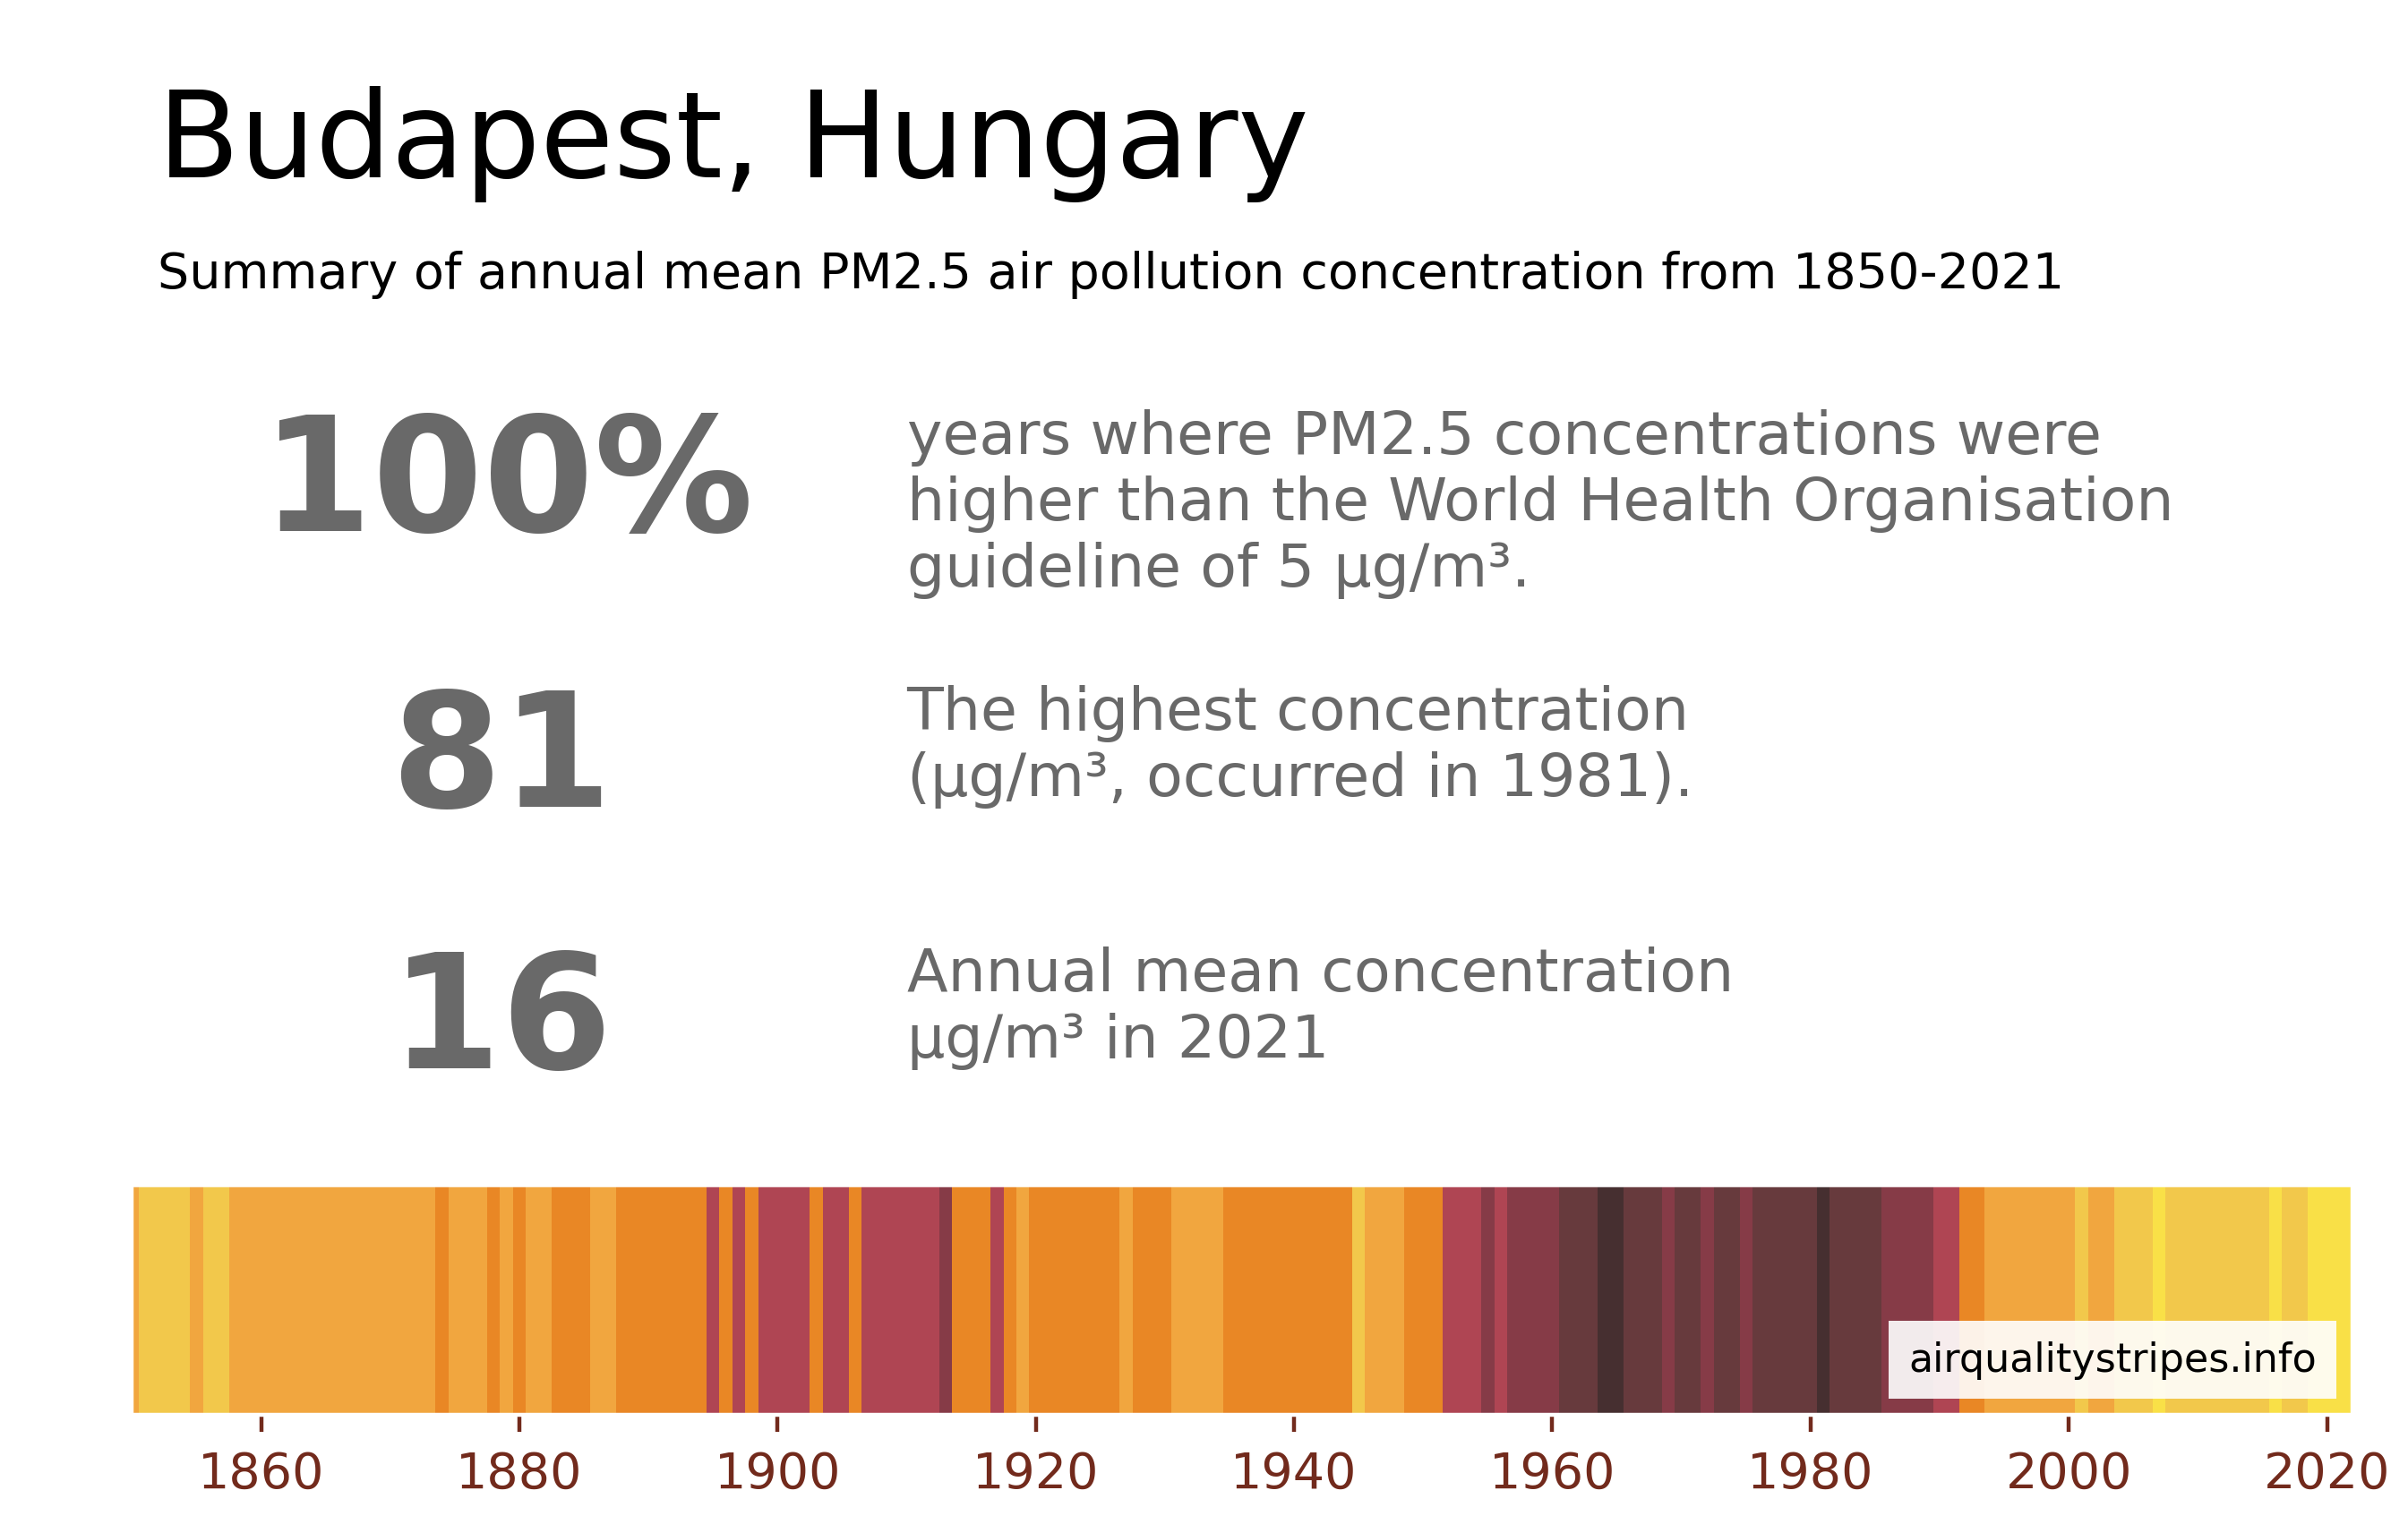 Budapest, Hungary
Summary of annual mean PM2.5 air pollution concentration from 1850-2021
100%
years where PM2.5 concentrations were
higher than the World Health Organisation
guideline of 5 µg/m³.
81
The highest concentration
(µg/m³, occurred in 1981).
16
Annual mean concentration
µg/m³ in 2021
airqualitystripes.info
1860 1880 1900 1920 1940 1960 1980 2000 2020